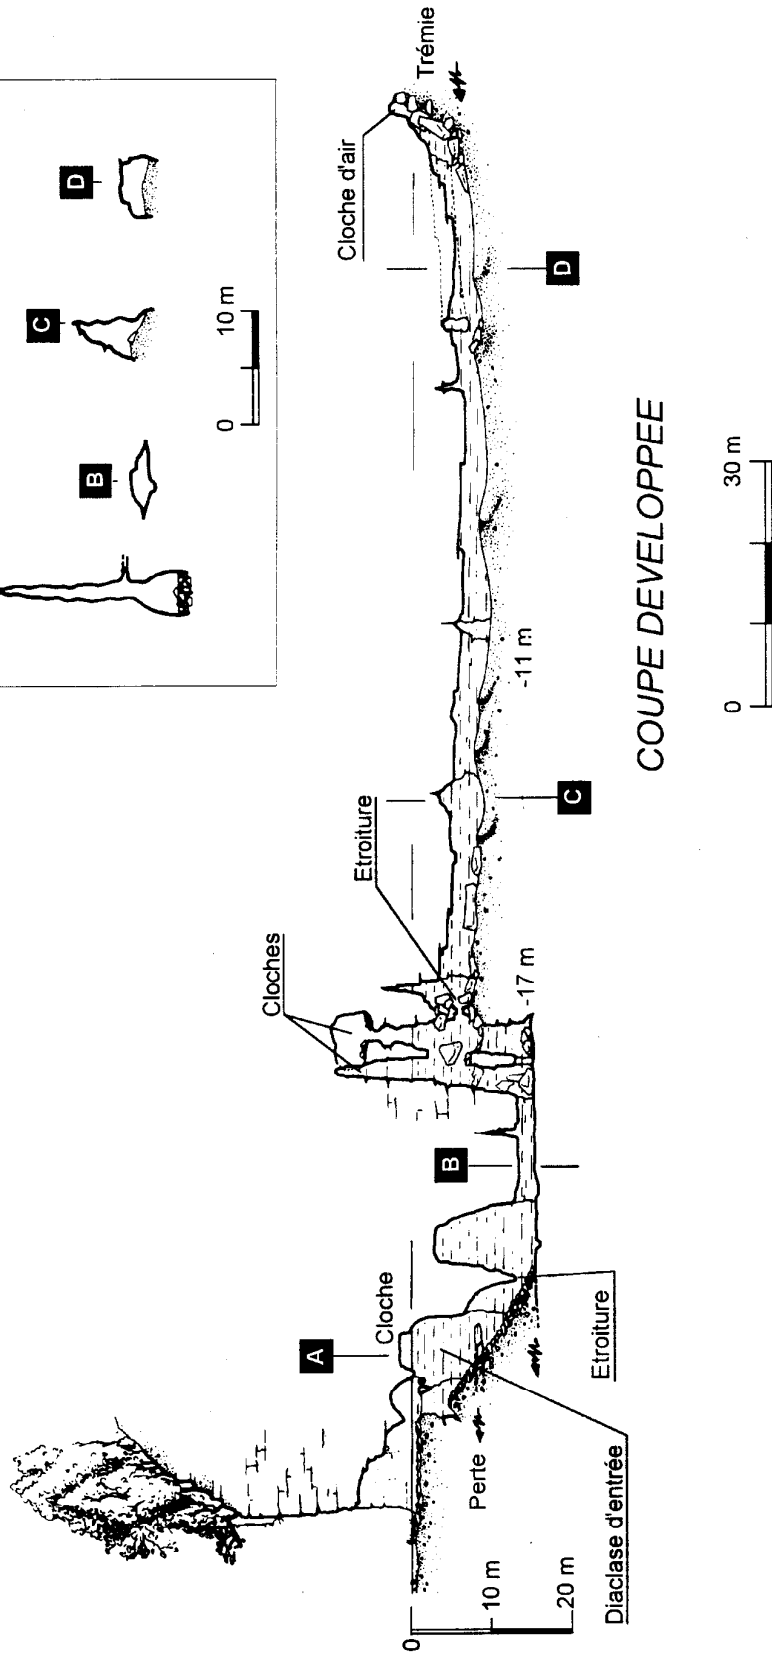 D
C
B
0 10 m
Trémie
Cloche d'air
D
-11 m
C
Etroiture
Cloches
-17 m
B
Cloche
A
Etroiture
Perte
Diaclase d'entrée
0
10 m
20 m
COUPE DEVELOPPEE
0 30 m